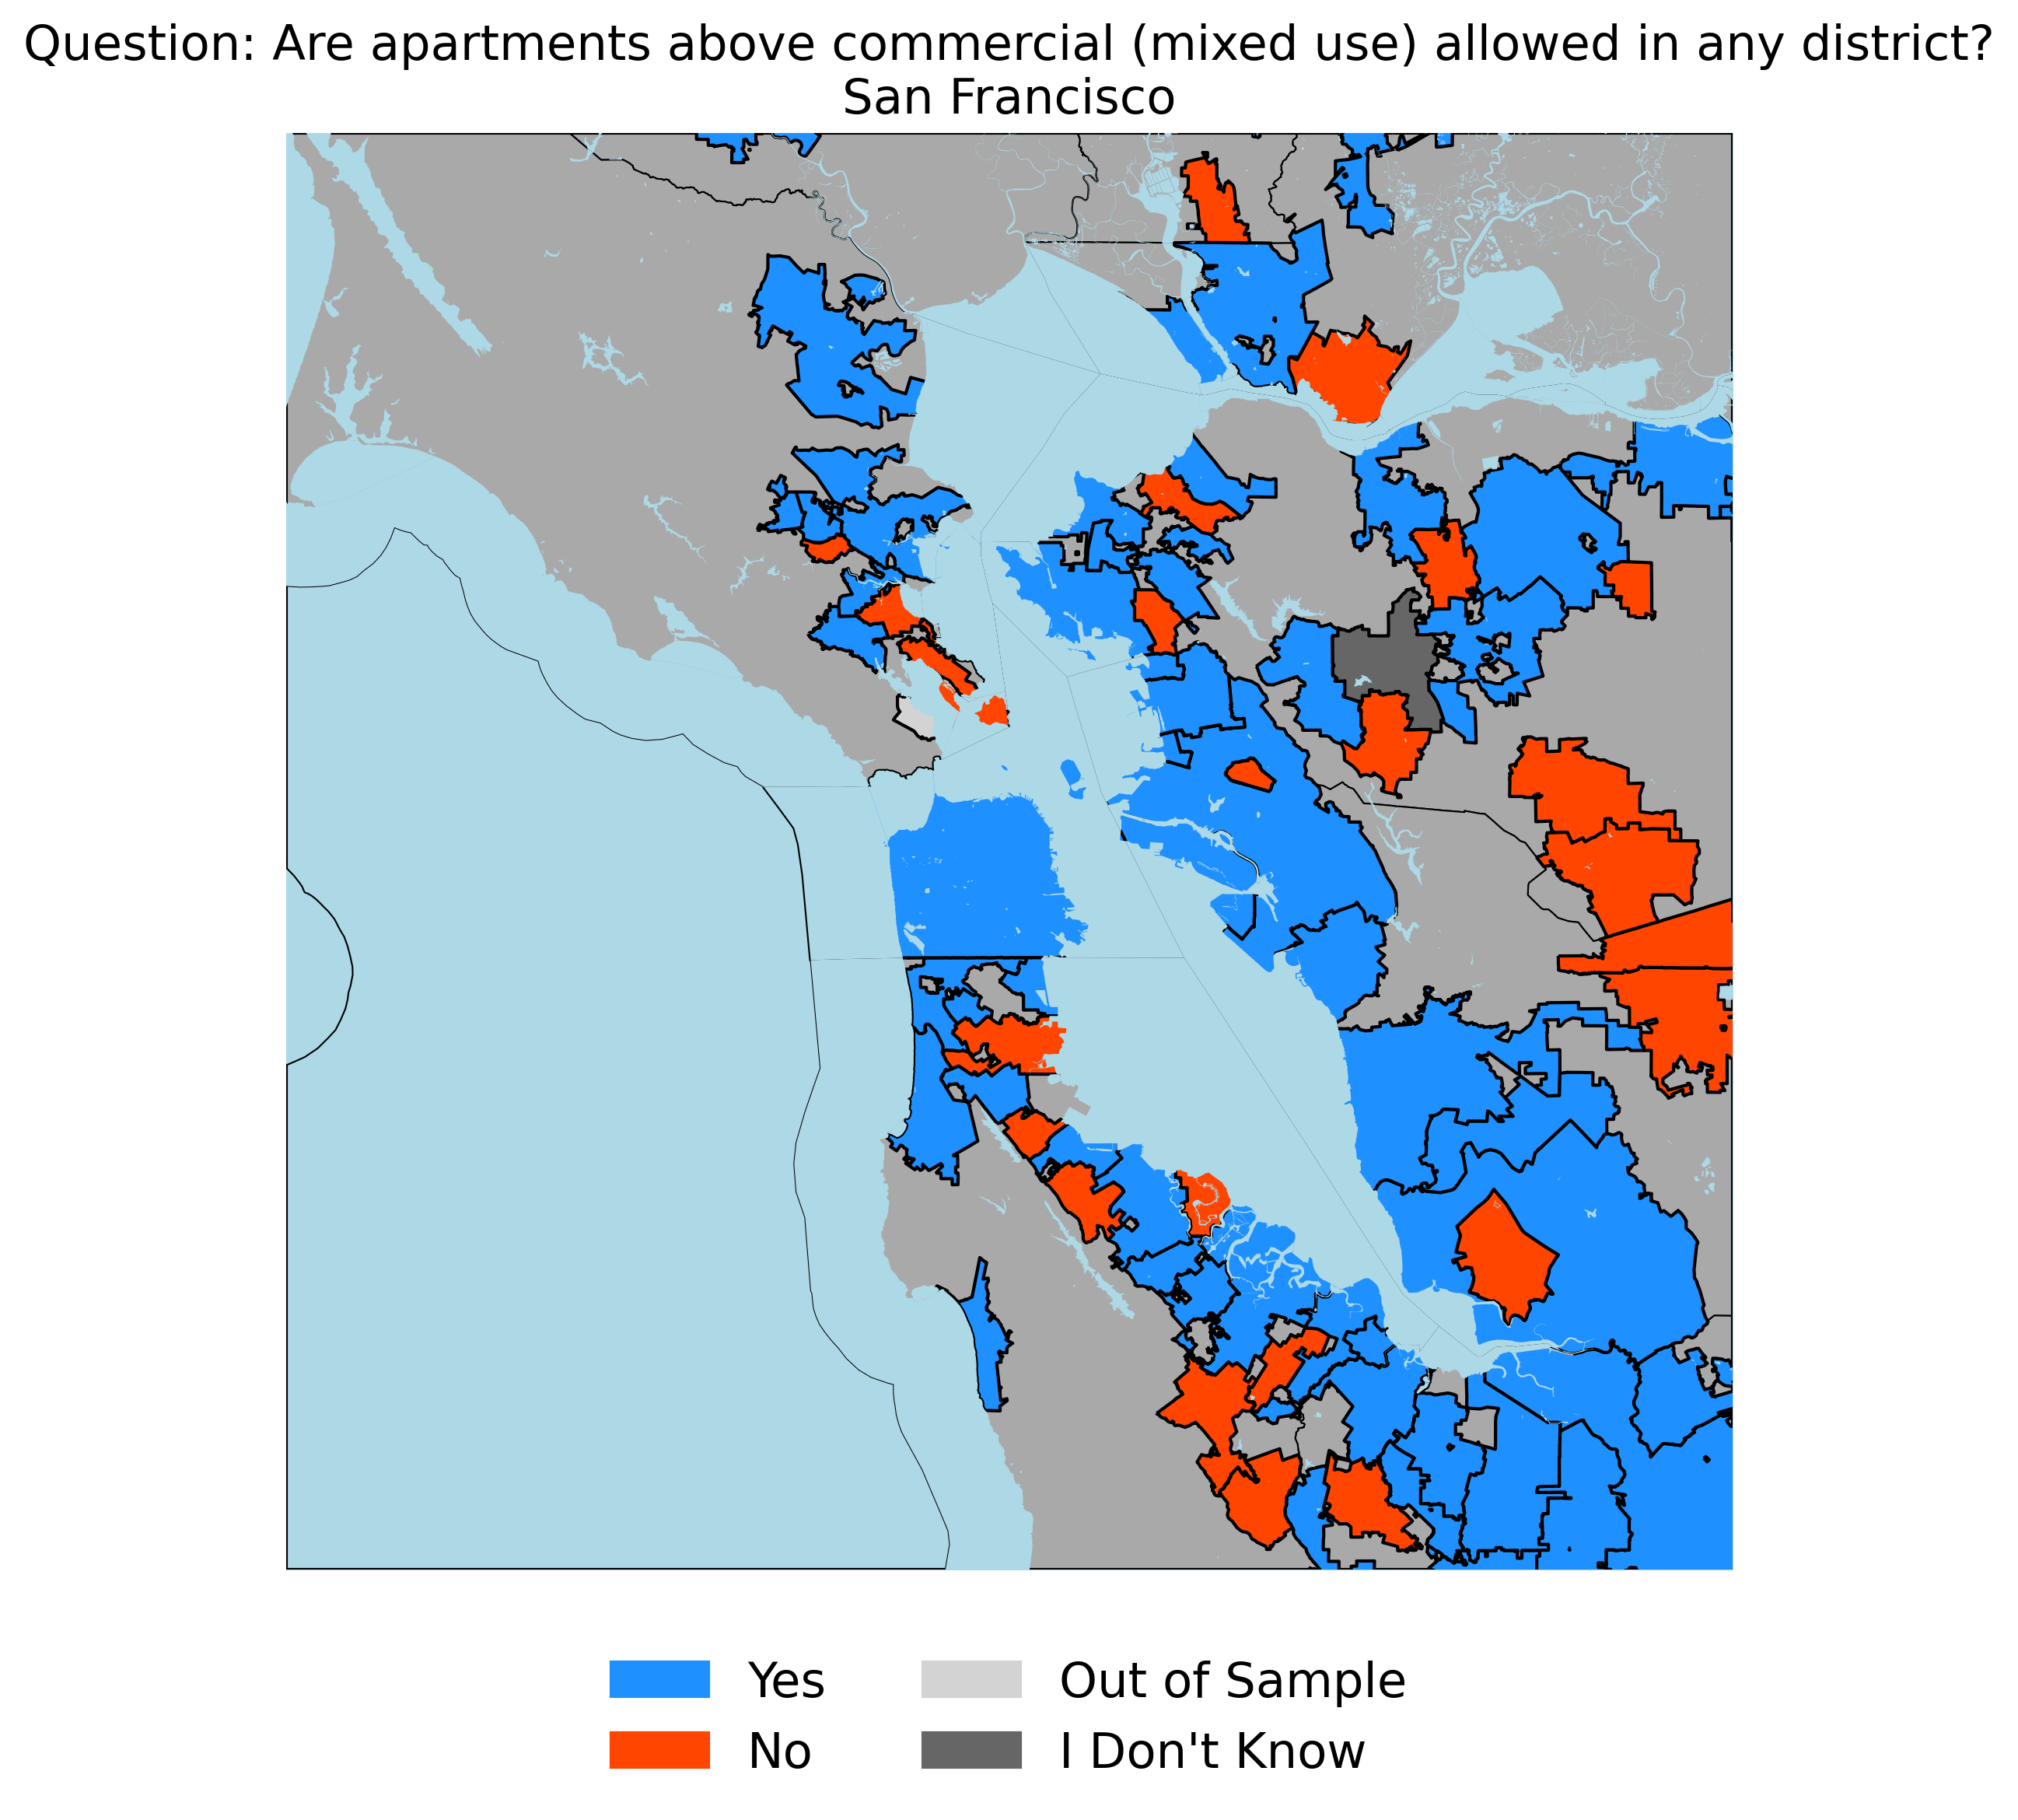 Question: Are apartments above commercial (mixed use) allowed in any district?
San Francisco
Yes
No
Out of Sample
I Don't Know